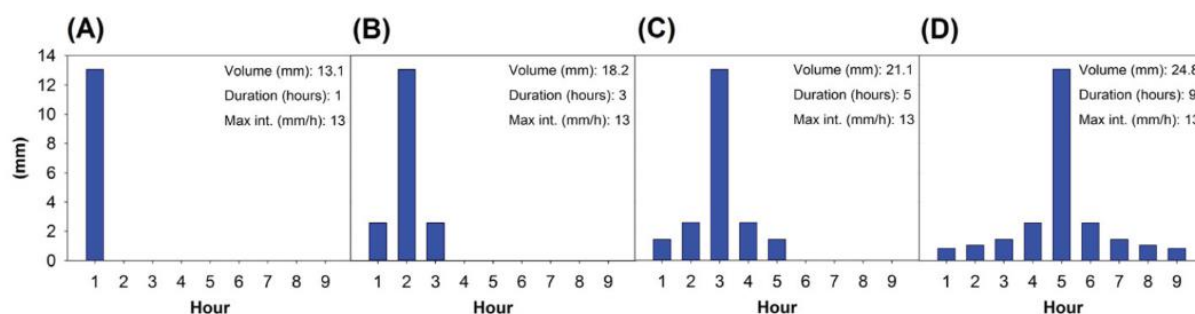 (A)
(B)
(C)
(D)
14
12
10
8
6
4
2
0
(mm)
Volume (mm): 13.1
Duration (hours): 1
Max int. (mm/h): 13
Volume (mm): 18.2
Duration (hours): 3
Max int. (mm/h): 13
Volume (mm): 21.1
Duration (hours): 5
Max int. (mm/h): 13
Volume (mm): 24.8
Duration (hours): 9
Max int. (mm/h): 13
1 2 3 4 5 6 7 8 9
1 2 3 4 5 6 7 8 9
1 2 3 4 5 6 7 8 9
1 2 3 4 5 6 7 8 9
Hour
Hour
Hour
Hour